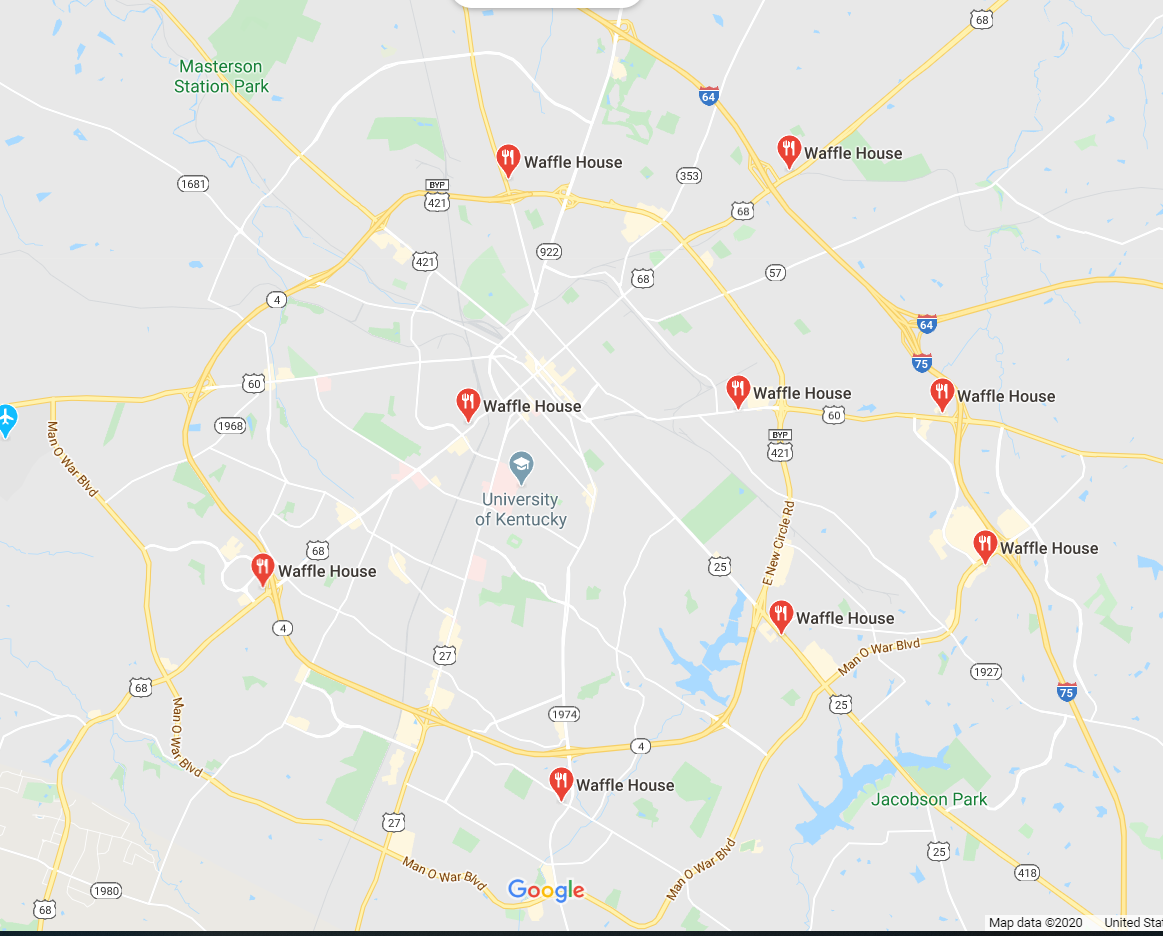 68
Masterson
Station Park
64
Waffle House
Waffle House
353
1681
BYP
421
68
922
421
57
68
4
64
75
60
Waffle House
Waffle House
Waffle House
60
1968
BYP
421
Man O War Blvd
University
of Kentucky
E New Circle Rd
Waffle House
68
25
Waffle House
Waffle House
4
Man O War Blvd
27
1927
68
75
25
Man O War Blvd
1974
4
Waffle House
Jacobson Park
27
25
Man O War Blvd
Man O War Blvd
418
Google
1980
68
Map data ©2020 United Sta